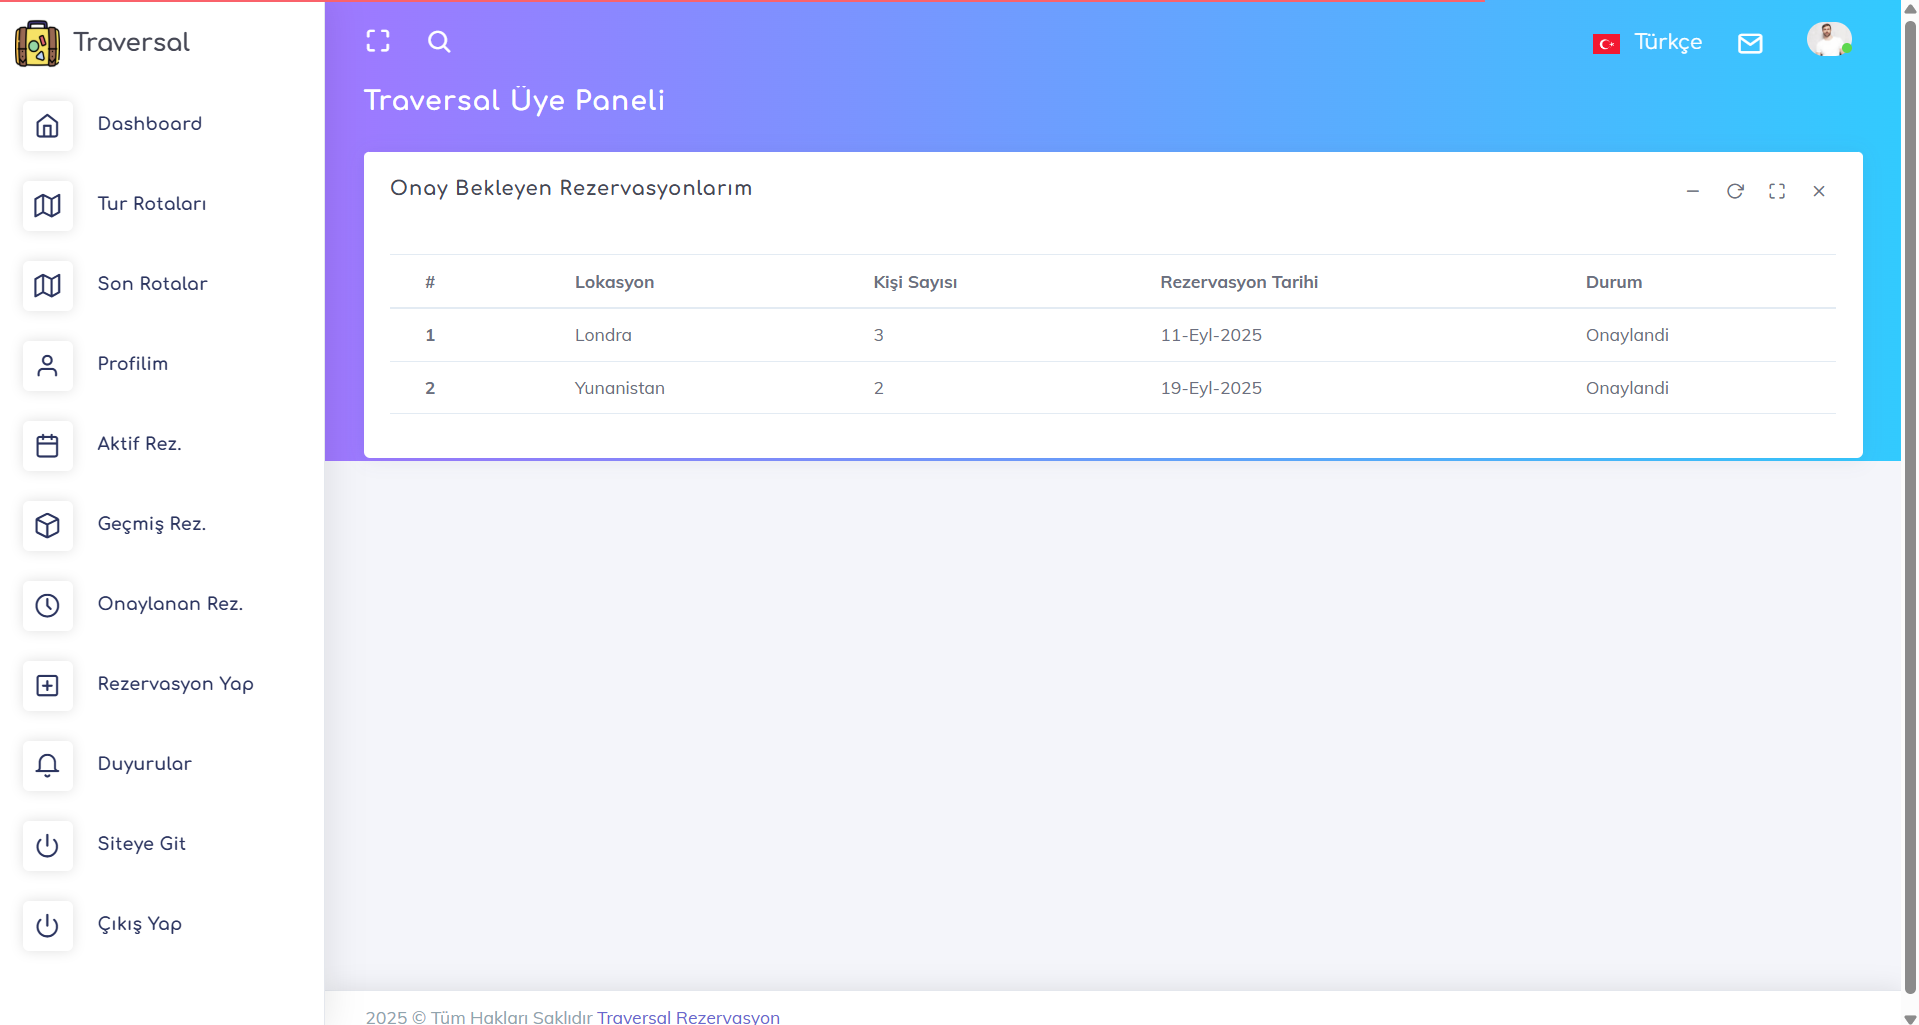 Traversal
Dashboard
Tur Rotaları
Son Rotalar
Profilim
Aktif Rez.
Geçmiş Rez.
Onaylanan Rez.
Rezervasyon Yap
Duyurular
Siteye Git
Çıkış Yap
Türkçe
Traversal Üye Paneli
Onay Bekleyen Rezervasyonlarım
# Lokasyon Kişi Sayısı Rezervasyon Tarihi Durum
1 Londra 3 11-Eyl-2025 Onaylandi
2 Yunanistan 2 19-Eyl-2025 Onaylandi
2025 © Tüm Hakları Saklıdır Traversal Rezervasyon